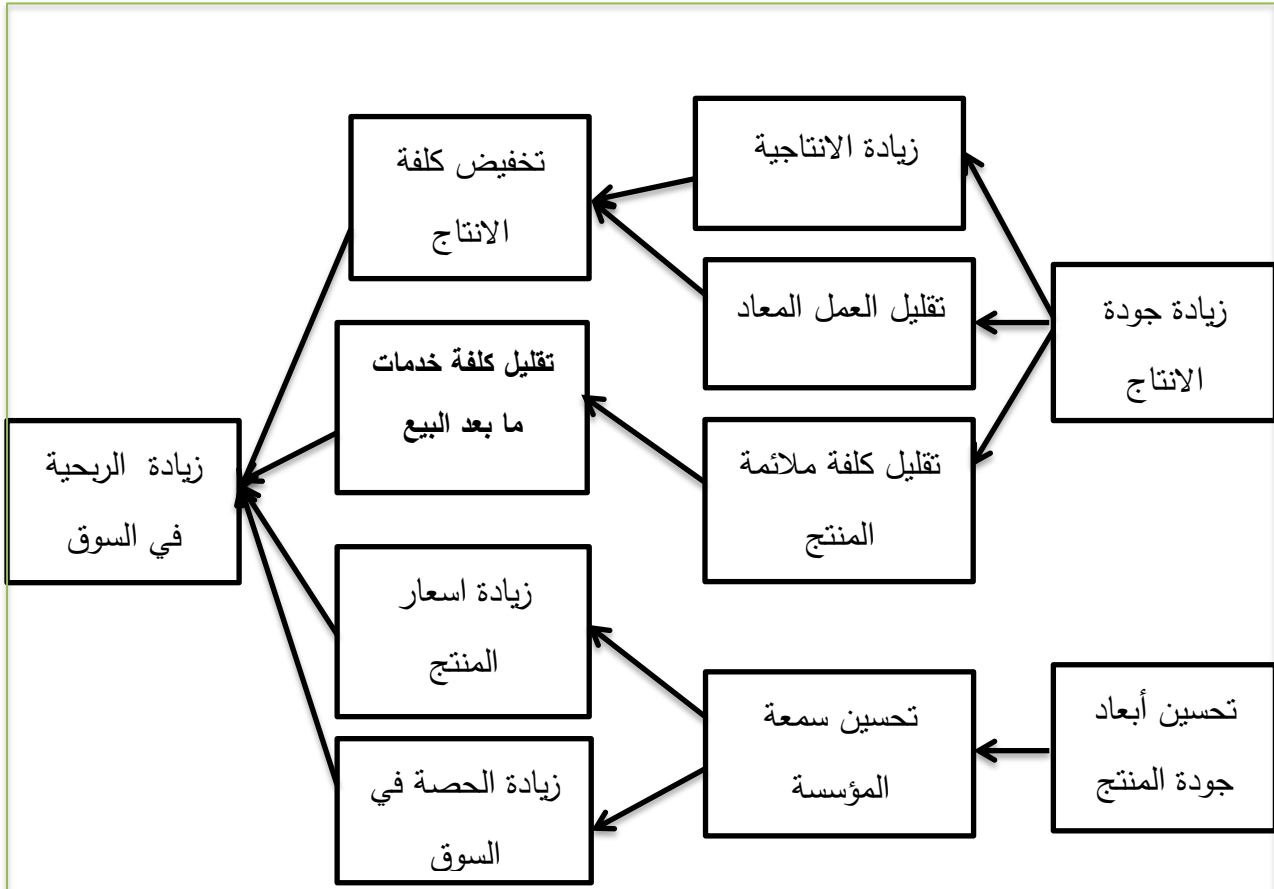 زيادة جودة
الانتاج
زيادة الانتاجية
تقليل العمل المعاد
تقليل كلفة ملائمة
المنتج
تخفيض كلفة
الانتاج
تقليل كلفة خدمات
ما بعد البيع
تحسين أبعاد
جودة المنتج
تحسين سمعة
المؤسسة
زيادة اسعار
المنتج
زيادة الحصة في
السوق
زيادة الربحية
في السوق